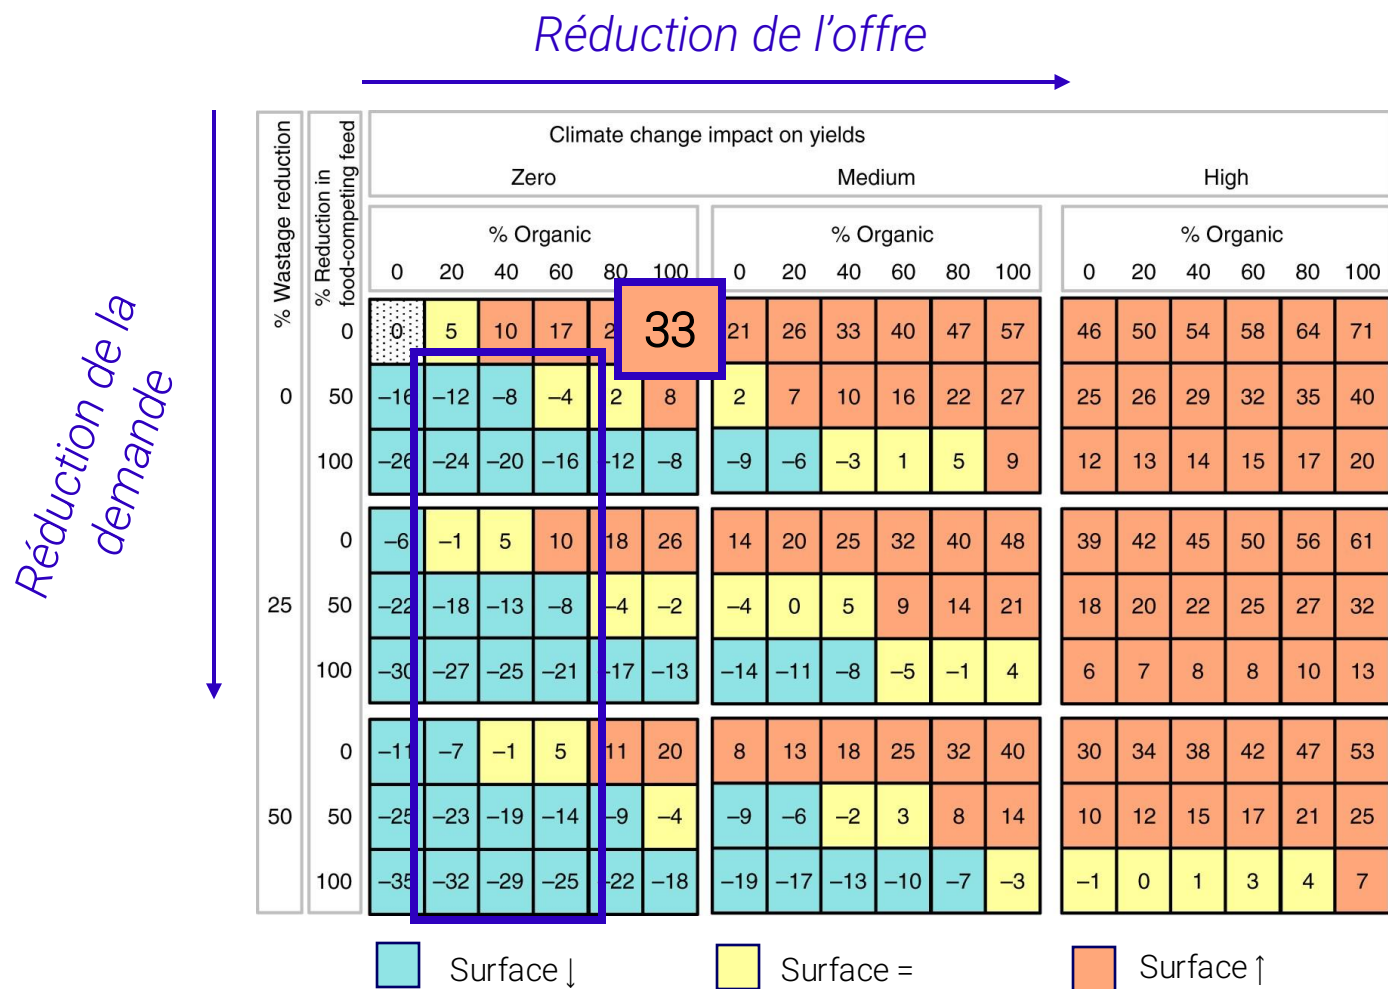 Réduction de l’offre
Réduction de la
demande
% Wastage reduction
% Reduction in
food-competing feed
Climate change impact on yields
Zero Medium High
% Organic % Organic % Organic
0 20 40 60 80 100 0 20 40 60 80 100 0 20 40 60 80 100
0 0 5 10 17 2 33 21 26 33 40 47 57 46 50 54 58 64 71
0 50 –16 –12 –8 –4 2 8 2 7 10 16 22 27 25 26 29 32 35 40
100 –26 –24 –20 –16 –12 –8 –9 –6 –3 1 5 9 12 13 14 15 17 20
0 –6 –1 5 10 18 26 14 20 25 32 40 48 39 42 45 50 56 61
25 50 –22 –18 –13 –8 –4 –2 –4 0 5 9 14 21 18 20 22 25 27 32
100 –30 –27 –25 –21 –17 –13 –14 –11 –8 –5 –1 4 6 7 8 8 10 13
0 –11 –7 –1 5 11 20 8 13 18 25 32 40 30 34 38 42 47 53
50 50 –25 –23 –19 –14 –9 –4 –9 –6 –2 3 8 14 10 12 15 17 21 25
100 –35 –32 –29 –25 –22 –18 –19 –17 –13 –10 –7 –3 –1 0 1 3 4 7
Surface ↓ Surface = Surface ↑